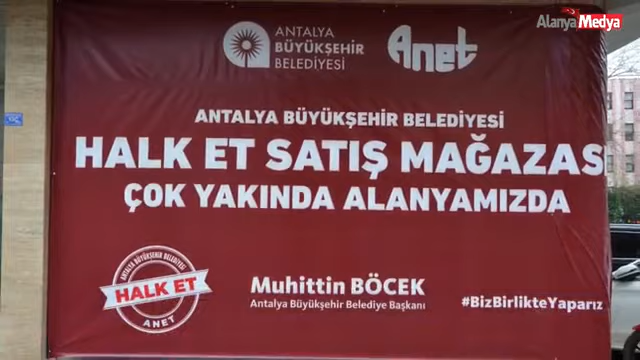 AlanyaMedya
ANTALYA
BÜYÜKŞEHİR
BELEDİYESİ
Anet
ANTALYA BÜYÜKŞEHİR BELEDİYESİ
HALK ET SATIŞ MAĞAZAS
ÇOK YAKINDA ALANYAMIZDA
ANTALYA BÜYÜKŞEHİR BELEDİYESİ
HALK ET
ANET
Muhittin BÖCEK
Antalya Büyükşehir Belediye Başkanı
#BizBirlikteYaparız